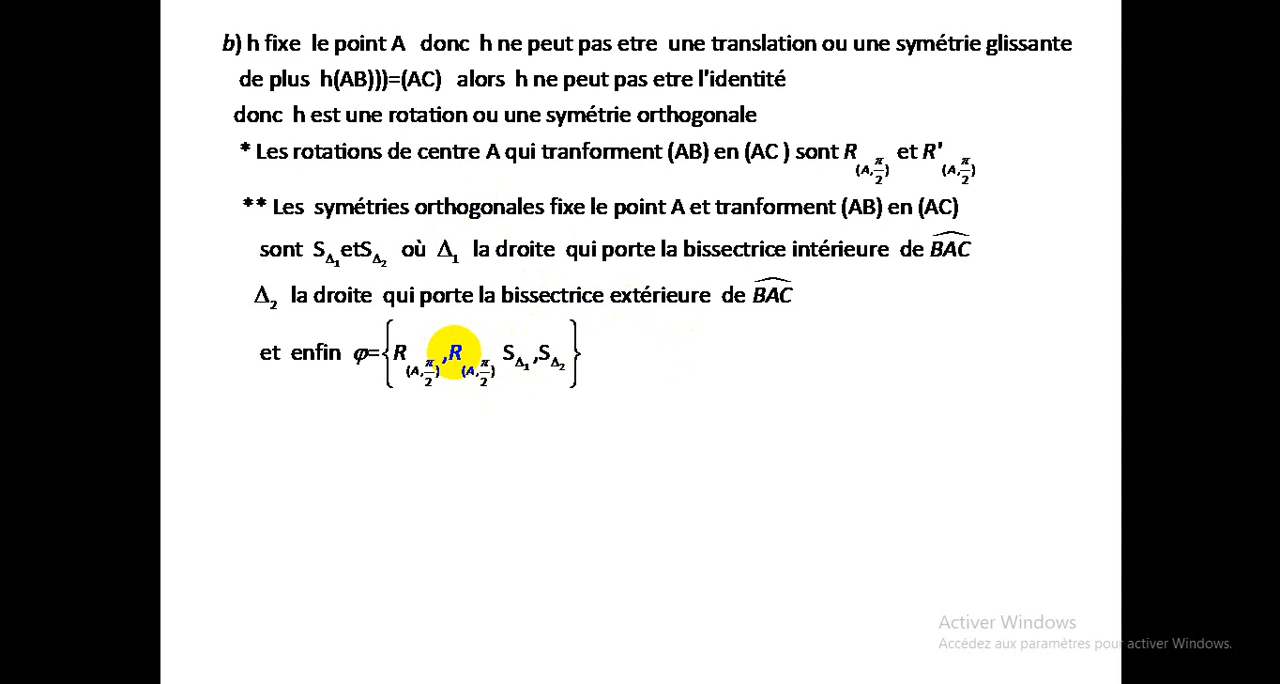 b) h fixe le point A donc h ne peut pas etre une translation ou une symétrie glissante
de plus h(AB)))=(AC) alors h ne peut pas etre l'identité
donc h est une rotation ou une symétrie orthogonale
* Les rotations de centre A qui tranforment (AB) en (AC ) sont R(A,π/2) et R'(A,π/2)
** Les symétries orthogonales fixe le point A et tranforment (AB) en (AC)
sont SΔ1etSΔ2 où Δ1 la droite qui porte la bissectrice intérieure de BAC
Δ2 la droite qui porte la bissectrice extérieure de BAC
et enfin φ={R(A,π/2),R(A,π/2) SΔ1,SΔ2}
Activer Windows
Accédez aux paramètres pour activer Windows.